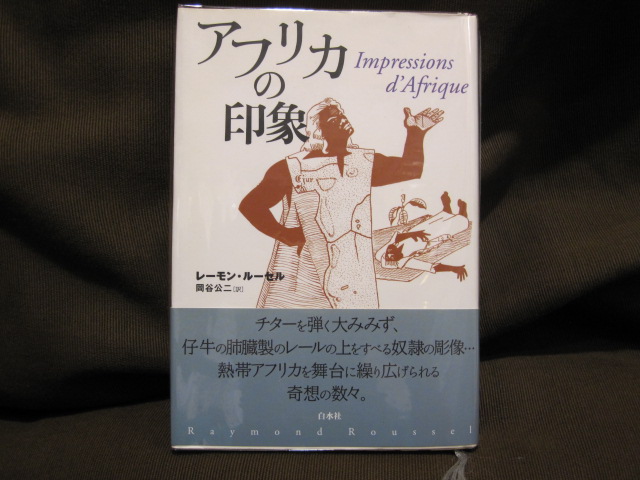 アフリカ
の
印象
Impressions
d'Afrique
レーモン・ルーセル
岡谷公二[訳]
チターを弾く大みみず、
仔牛の肺臓製のレールの上をすべる奴隷の彫像…
熱帯アフリカを舞台に繰り広げられる
奇想の数々。
白水社
Raymond Roussel